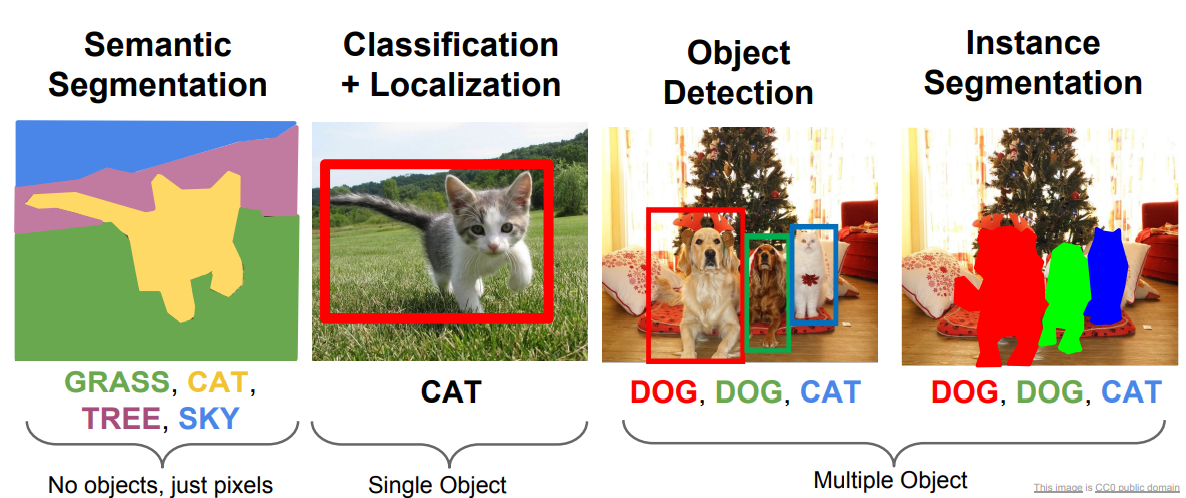 Semantic
Segmentation
Classification
+ Localization
Object
Detection
Instance
Segmentation
GRASS, CAT,
TREE, SKY
CAT
DOG, DOG, CAT
DOG, DOG, CAT
No objects, just pixels
Single Object
Multiple Object
This image is CC0 public domain